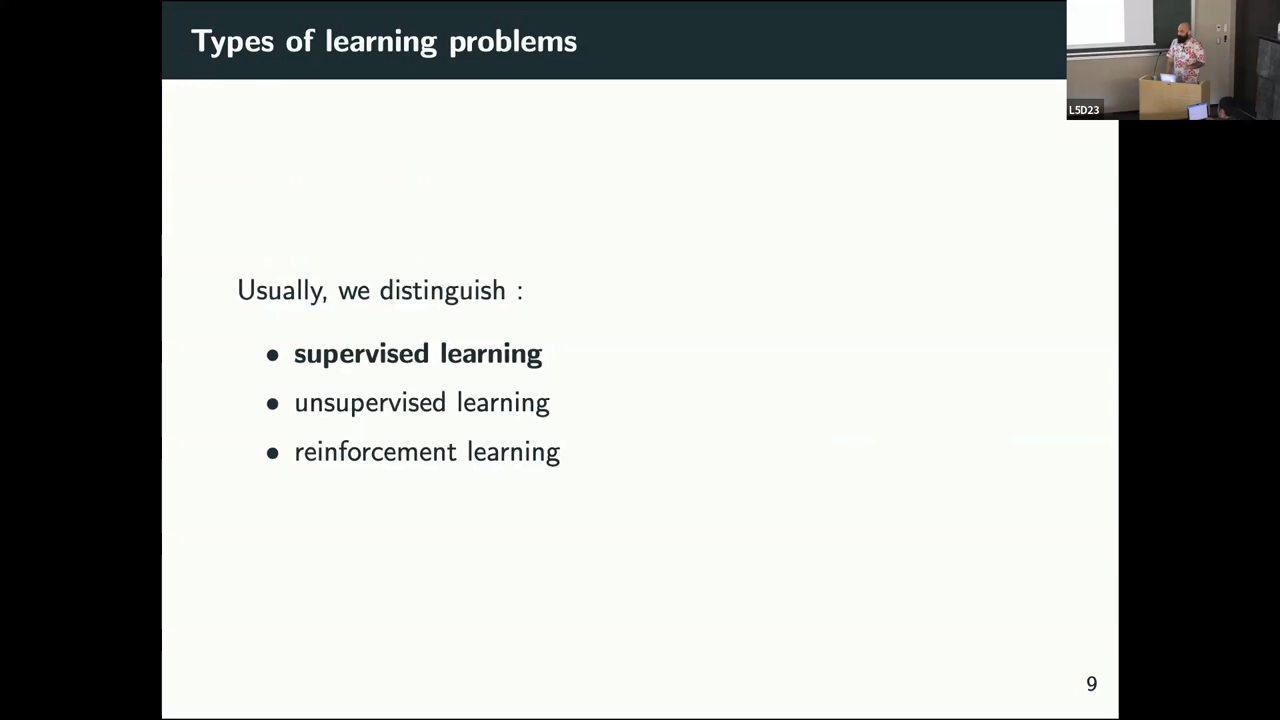 Types of learning problems
L5D23
Usually, we distinguish :
• supervised learning
• unsupervised learning
• reinforcement learning
9